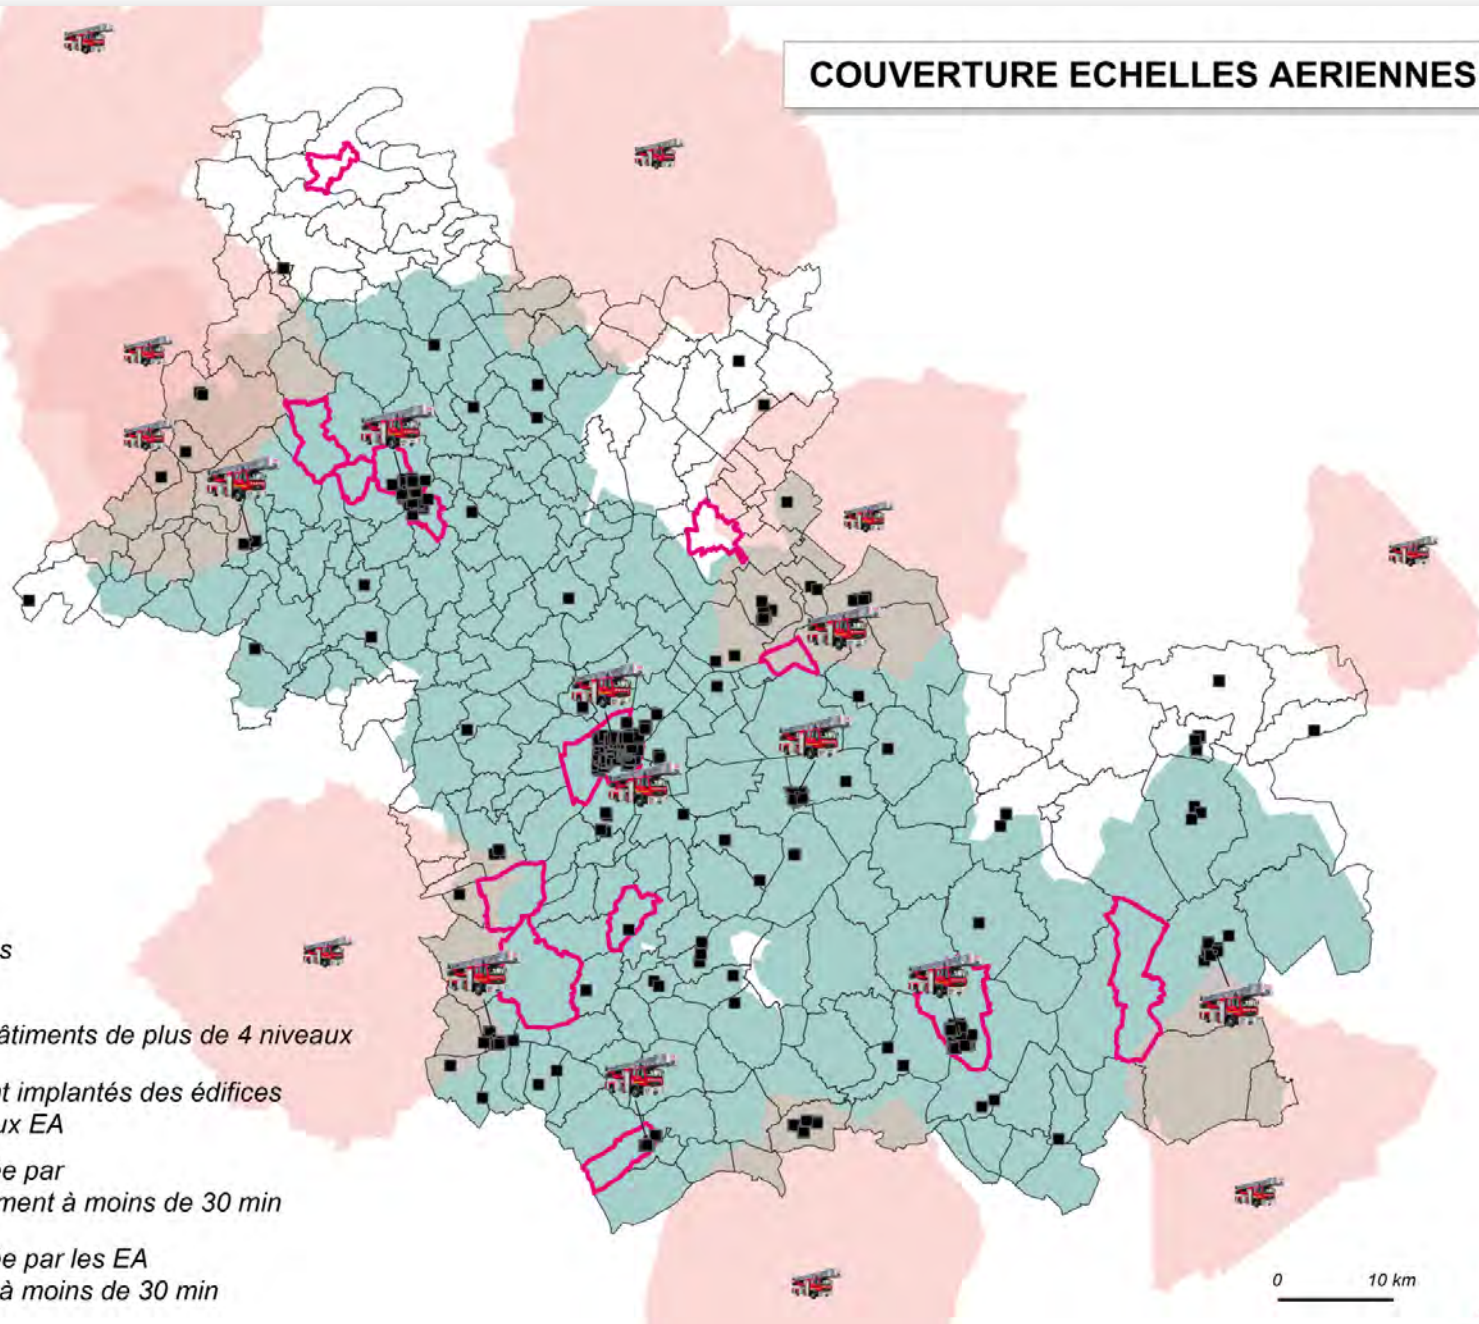 COUVERTURE ECHELLES AERIENNES
s
âtiments de plus de 4 niveaux
t implantés des édifices
ux EA
e par
ment à moins de 30 min
e par les EA
à moins de 30 min
0 10 km